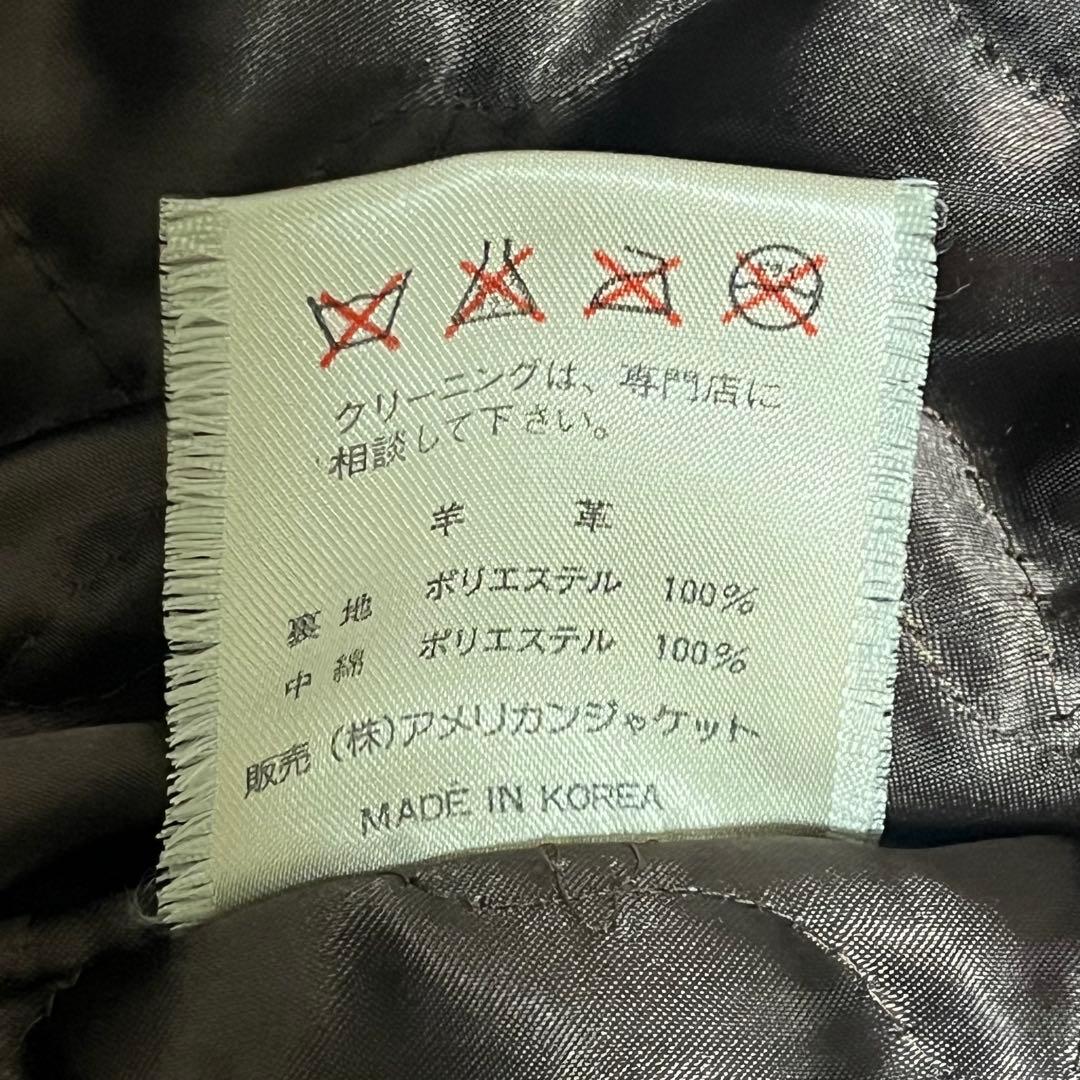 クリーニングは、専門店に
相談して下さい。
羊 革
裏地 ポリエステル 100%
中綿 ポリエステル 100%
販売 (株)アメリカンジャケット
MADE IN KOREA